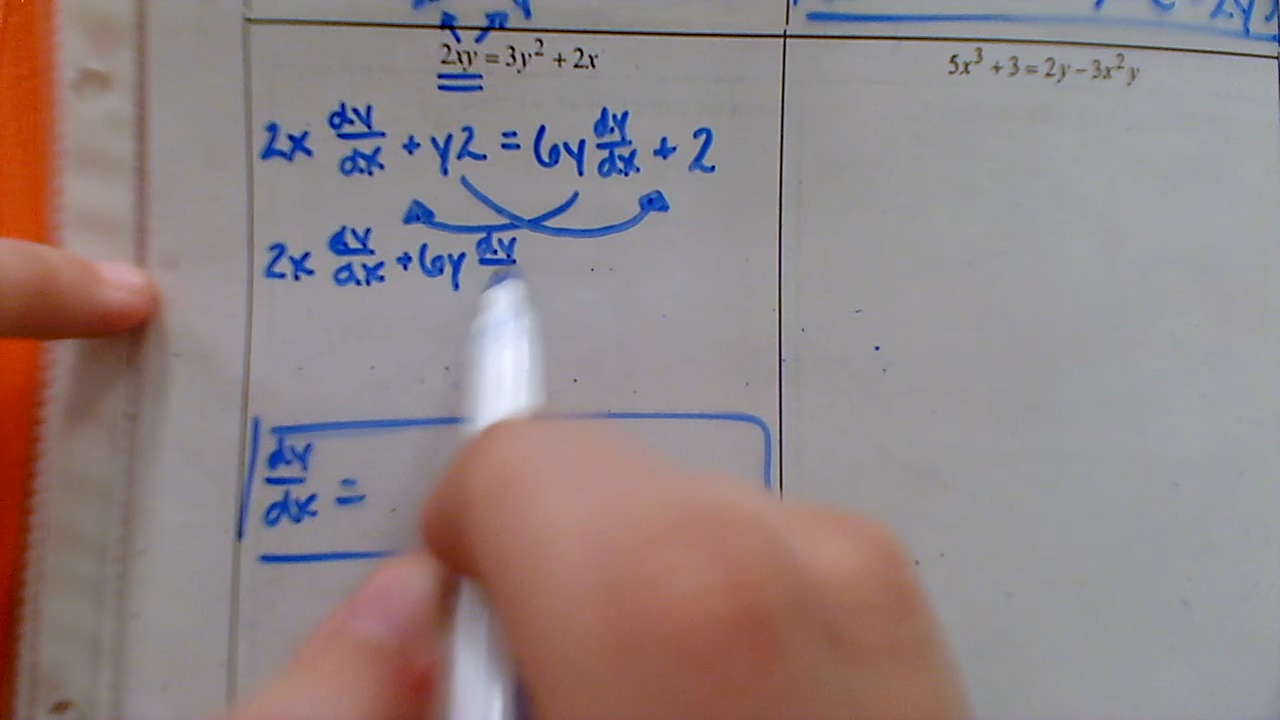 2xy = 3y² + 2x
2x dy/dx + y2 = 6y dy/dx + 2
2x dy/dx + 6y dy
dy/dx =
5x³ + 3 = 2y − 3x²y